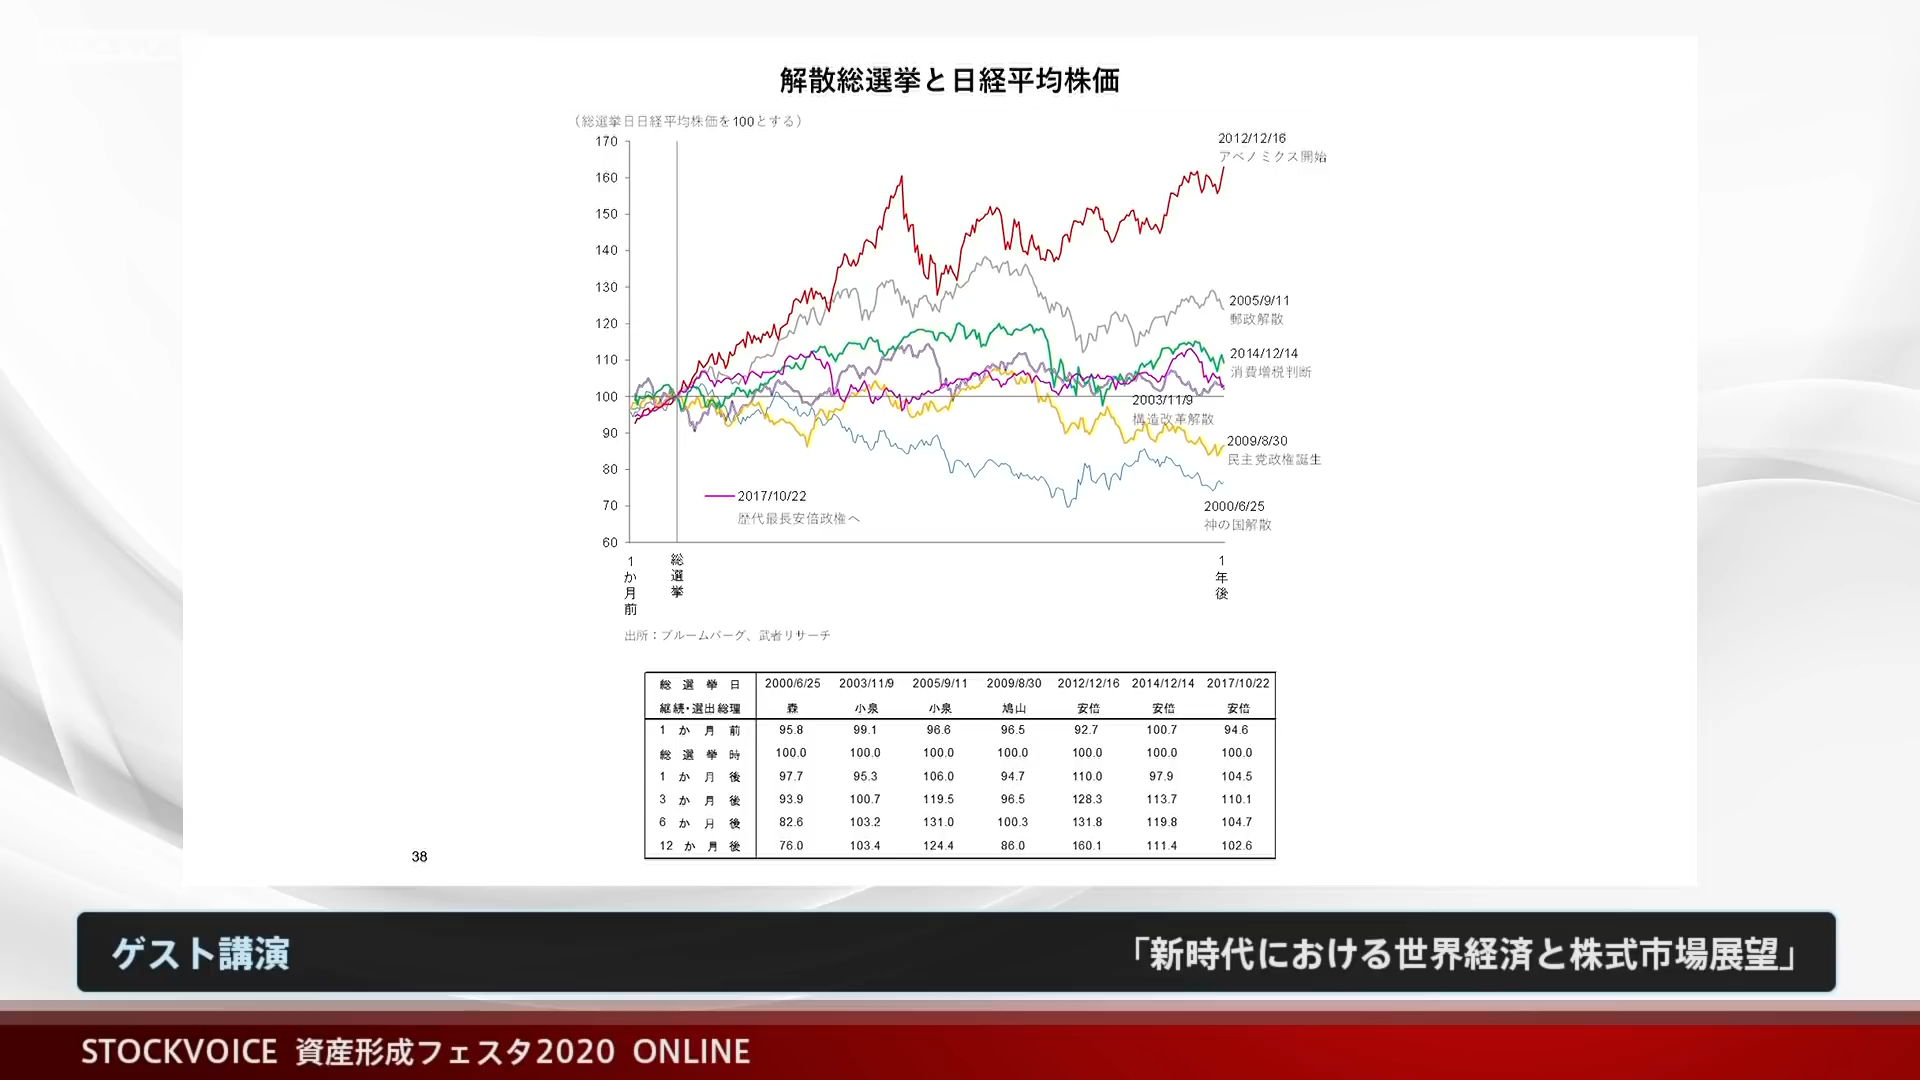 解散総選挙と日経平均株価
（総選挙日日経平均株価を100とする）
170
160
150
140
130
120
110
100
90
80
70
60
2012/12/16
アベノミクス開始
2005/9/11
郵政解散
2014/12/14
消費増税判断
2003/11/9
構造改革解散
2009/8/30
民主党政権誕生
2000/6/25
神の国解散
2017/10/22
歴代最長安倍政権へ
1か月前
総選挙
1年後
出所：ブルームバーグ、武者リサーチ
総選挙日 2000/6/25 2003/11/9 2005/9/11 2009/8/30 2012/12/16 2014/12/14 2017/10/22
継続・選出総理 森 小泉 小泉 鳩山 安倍 安倍 安倍
1か月前 95.8 99.1 96.6 96.5 92.7 100.7 94.6
総選挙時 100.0 100.0 100.0 100.0 100.0 100.0 100.0
1か月後 97.7 95.3 106.0 94.7 110.0 97.9 104.5
3か月後 93.9 100.7 119.5 96.5 128.3 113.7 110.1
6か月後 82.6 103.2 131.0 100.3 131.8 119.8 104.7
12か月後 76.0 103.4 124.4 86.0 160.1 111.4 102.6
38
ゲスト講演
「新時代における世界経済と株式市場展望」
STOCKVOICE 資産形成フェスタ2020 ONLINE